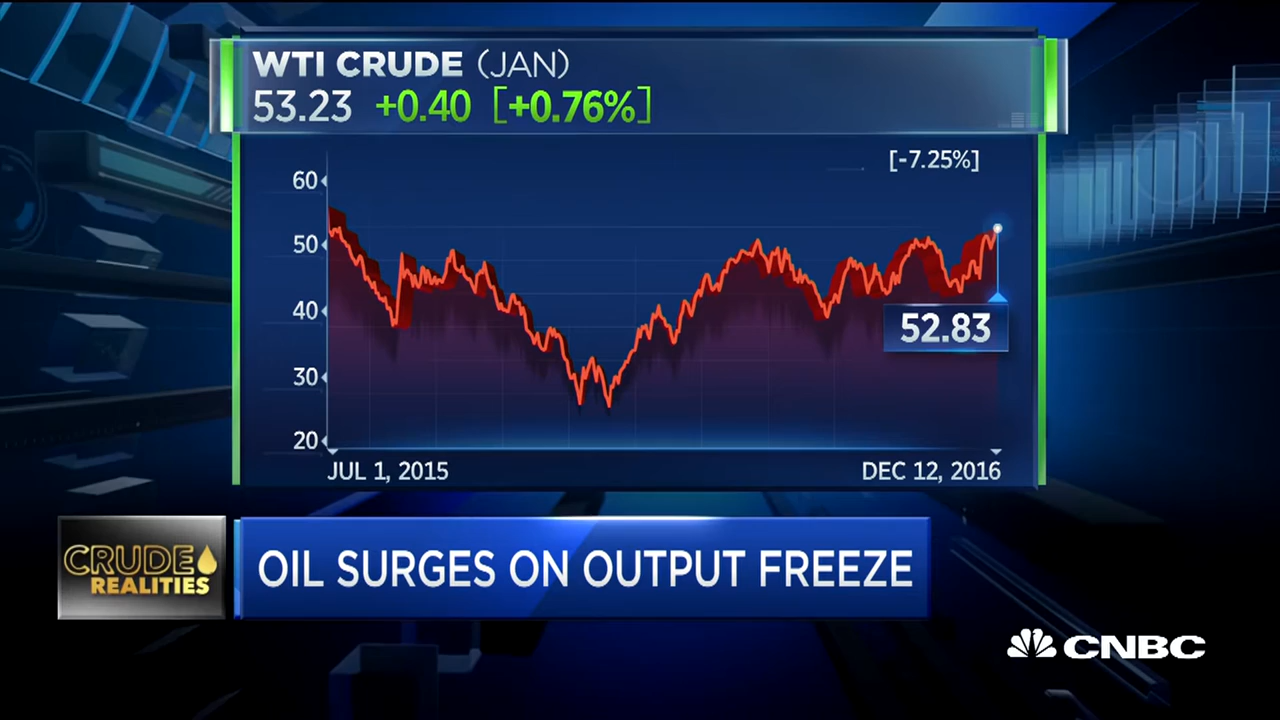 WTI CRUDE (JAN)
53.23 +0.40 [+0.76%]
[-7.25%]
60
50
40
30
20
52.83
JUL 1, 2015
DEC 12, 2016
CRUDE
REALITIES
OIL SURGES ON OUTPUT FREEZE
CNBC